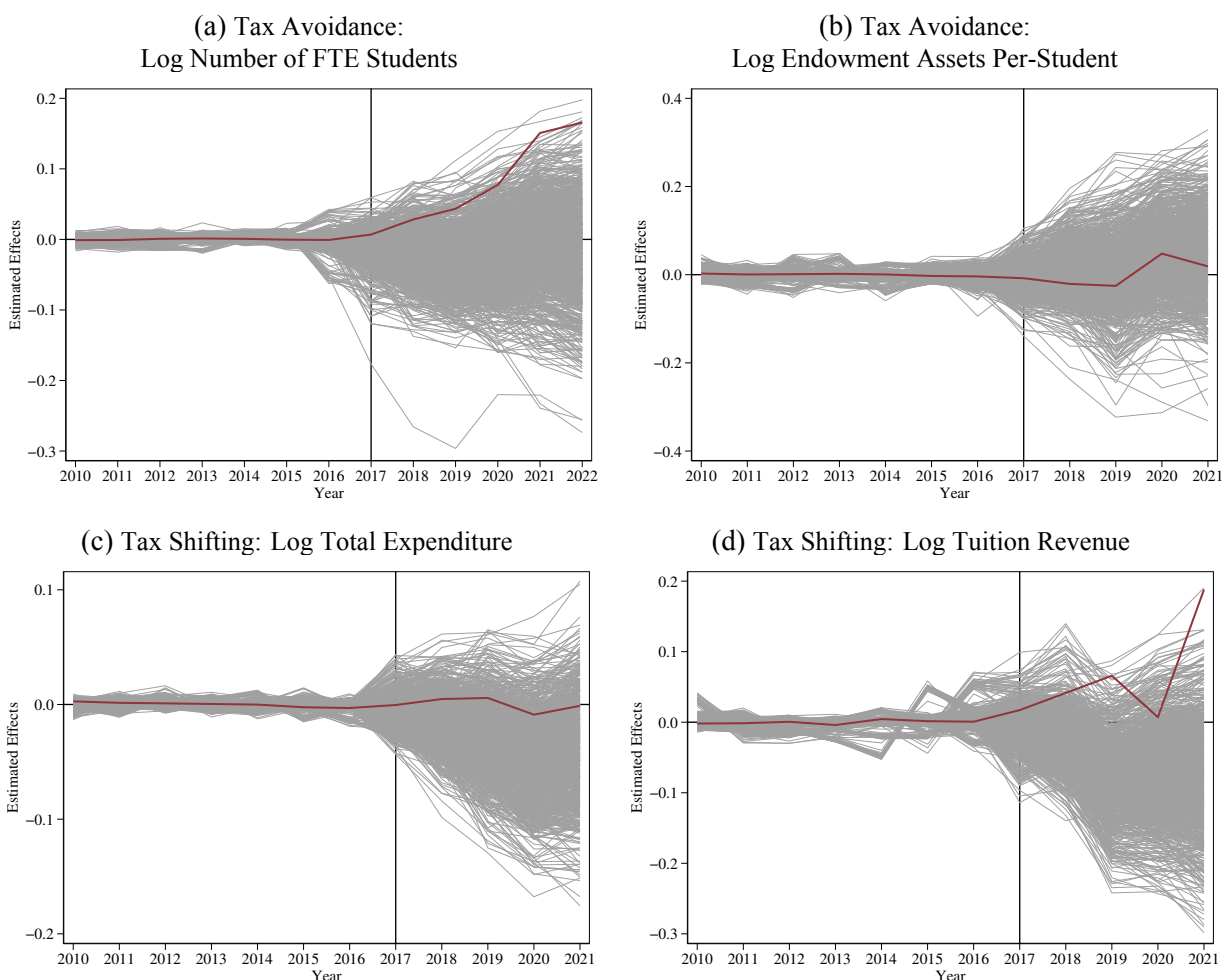 (a) Tax Avoidance:
Log Number of FTE Students
0.2
0.1
0.0
−0.1
−0.2
−0.3
Estimated Effects
2010 2011 2012 2013 2014 2015 2016 2017 2018 2019 2020 2021 2022
Year
(b) Tax Avoidance:
Log Endowment Assets Per-Student
0.4
0.2
0.0
−0.2
−0.4
Estimated Effects
2010 2011 2012 2013 2014 2015 2016 2017 2018 2019 2020 2021
Year
(c) Tax Shifting: Log Total Expenditure
0.1
0.0
−0.1
−0.2
Estimated Effects
2010 2011 2012 2013 2014 2015 2016 2017 2018 2019 2020 2021
Year
(d) Tax Shifting: Log Tuition Revenue
0.2
0.1
0.0
−0.1
−0.2
−0.3
Estimated Effects
2010 2011 2012 2013 2014 2015 2016 2017 2018 2019 2020 2021
Year